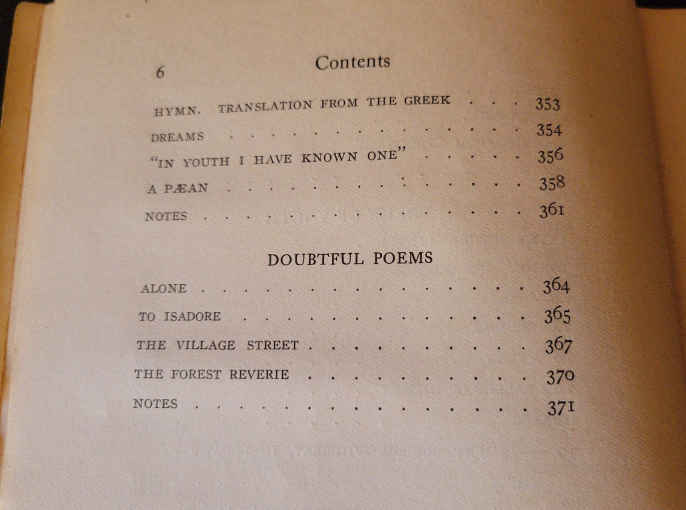 6 Contents
HYMN. TRANSLATION FROM THE GREEK . . . 353
DREAMS . . . . . . . . . . . . 354
"IN YOUTH I HAVE KNOWN ONE" . . . . . 356
A PÆAN . . . . . . . . . . . . 358
NOTES . . . . . . . . . . . . . 361
DOUBTFUL POEMS
ALONE . . . . . . . . . . . . . 364
TO ISADORE . . . . . . . . . . . 365
THE VILLAGE STREET . . . . . . . . . 367
THE FOREST REVERIE . . . . . . . . . 370
NOTES . . . . . . . . . . . . 371